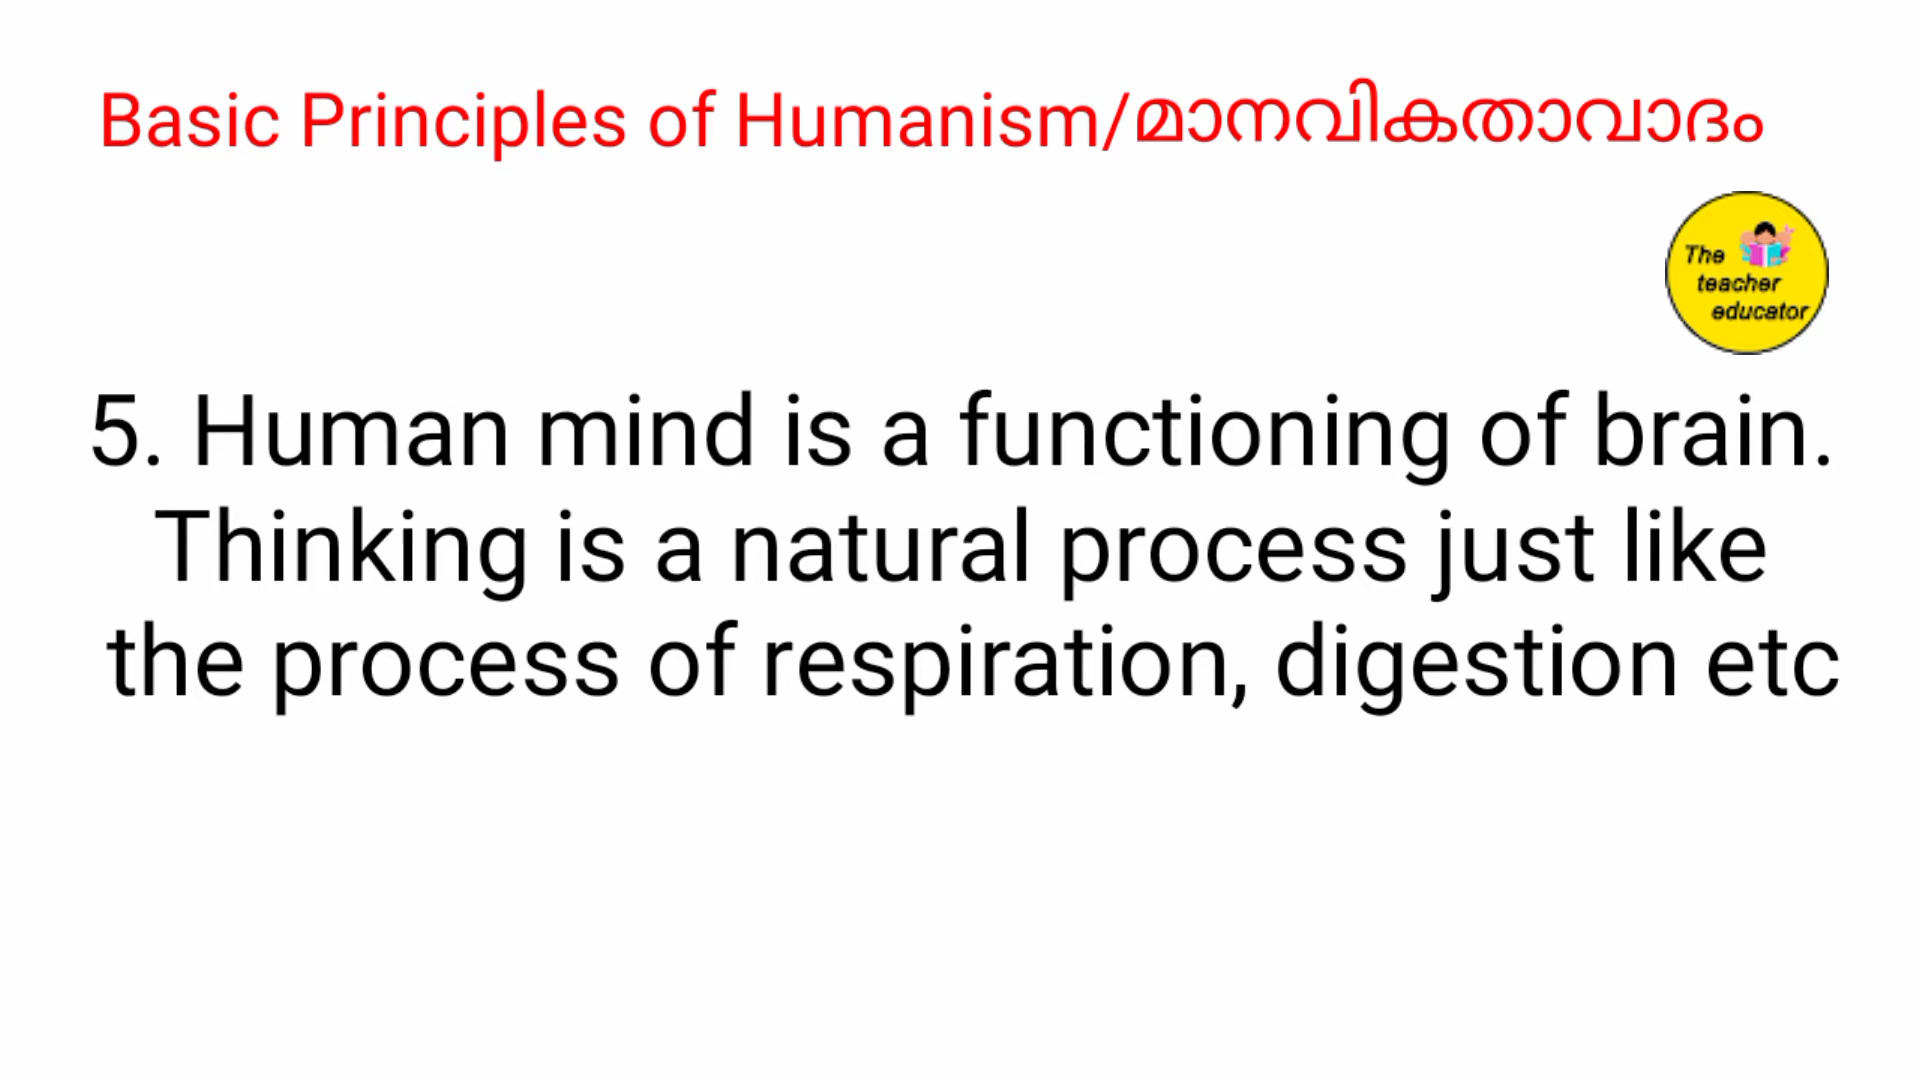 Basic Principles of Humanism/മാനവികതാവാദം
The
teacher
educator
5. Human mind is a functioning of brain.
Thinking is a natural process just like
the process of respiration, digestion etc